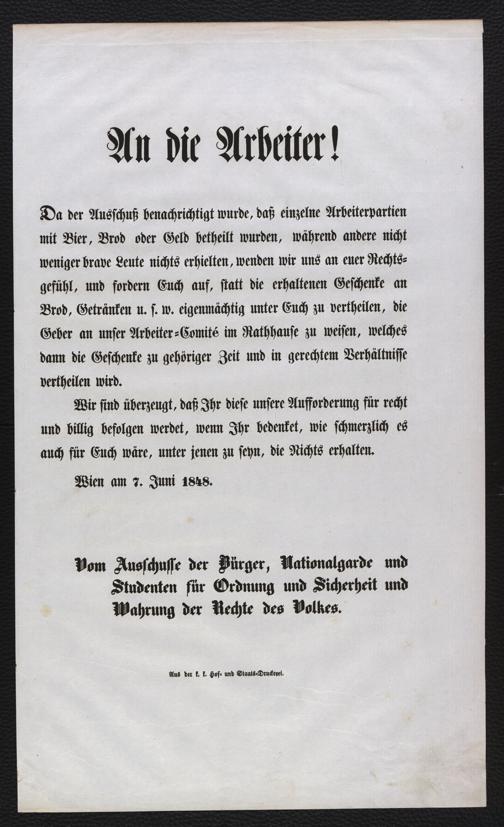 An die Arbeiter!
Da der Ausschuß benachrichtigt wurde, daß einzelne Arbeiterpartien
mit Bier, Brod oder Geld betheilt wurden, während andere nicht
weniger brave Leute nichts erhielten, wenden wir uns an euer Rechts-
gefühl, und fordern Euch auf, statt die erhaltenen Geschenke an
Brod, Getränken u. s. w. eigenmächtig unter Euch zu vertheilen, die
Geber an unser Arbeiter-Comité im Rathhause zu weisen, welches
dann die Geschenke zu gehöriger Zeit und in gerechtem Verhältnisse
vertheilen wird.
Wir sind überzeugt, daß Ihr diese unsere Aufforderung für recht
und billig befolgen werdet, wenn Ihr bedenket, wie schmerzlich es
auch für Euch wäre, unter jenen zu seyn, die Nichts erhalten.
Wien am 7. Juni 1848.
Vom Ausschusse der Bürger, Nationalgarde und
Studenten für Ordnung und Sicherheit und
Wahrung der Rechte des Volkes.
Aus der k. k. Hof- und Staats-Druckerei.